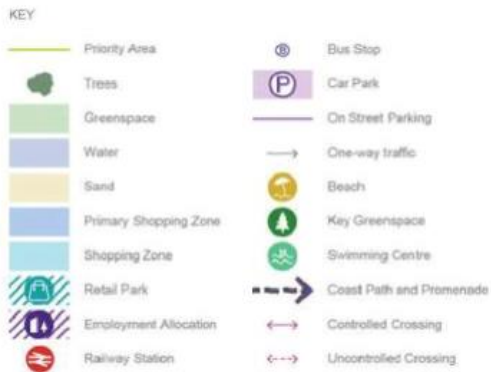 KEY
Priority Area
Trees
Greenspace
Water
Sand
Primary Shopping Zone
Shopping Zone
Retail Park
Employment Allocation
Railway Station
B Bus Stop
P Car Park
On Street Parking
One-way traffic
Beach
Key Greenspace
Swimming Centre
Coast Path and Promenade
Controlled Crossing
Uncontrolled Crossing